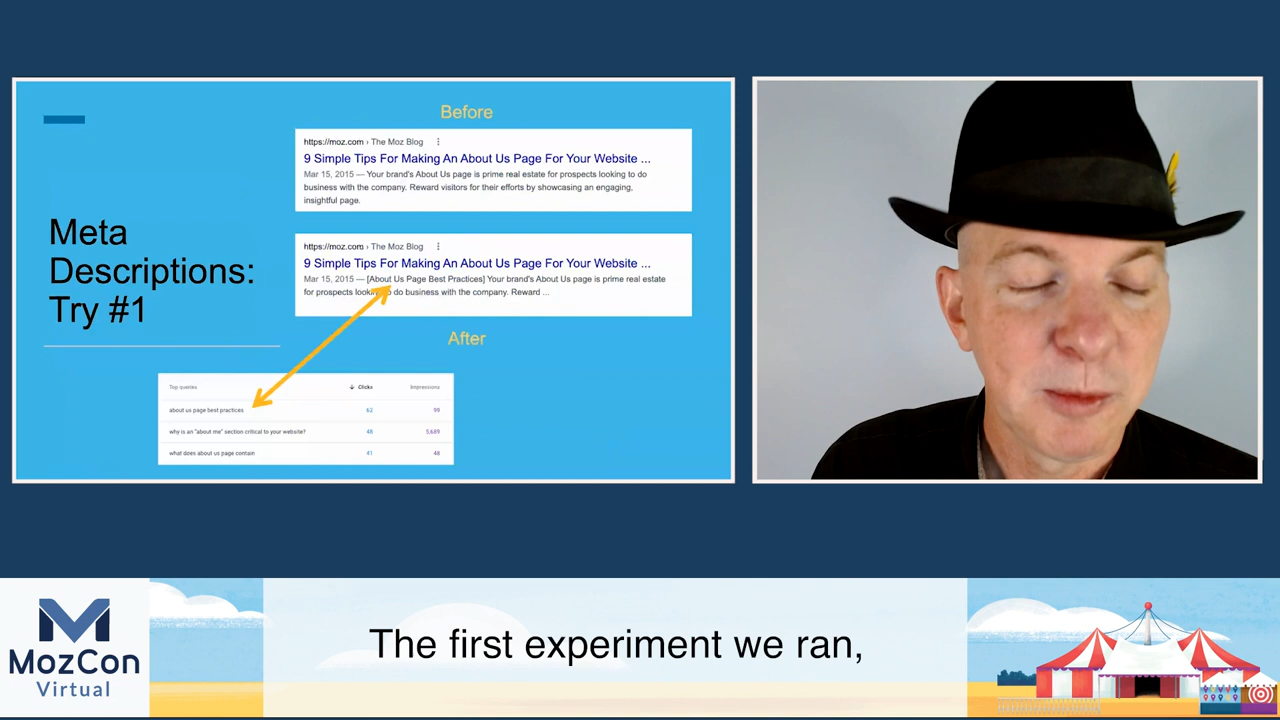 Meta
Descriptions:
Try #1
Before
https://moz.com › The Moz Blog
9 Simple Tips For Making An About Us Page For Your Website ...
Mar 15, 2015 — Your brand's About Us page is prime real estate for prospects looking to do
business with the company. Reward visitors for their efforts by showcasing an engaging,
insightful page.
https://moz.com › The Moz Blog
9 Simple Tips For Making An About Us Page For Your Website ...
Mar 15, 2015 — [About Us Page Best Practices] Your brand's About Us page is prime real estate
for prospects looking to do business with the company. Reward ...
After
Top queries ↓ Clicks Impressions
about us page best practices 62 99
why is an "about me" section critical to your website? 48 5,689
what does about us page contain 41 48
The first experiment we ran,
MozCon
Virtual